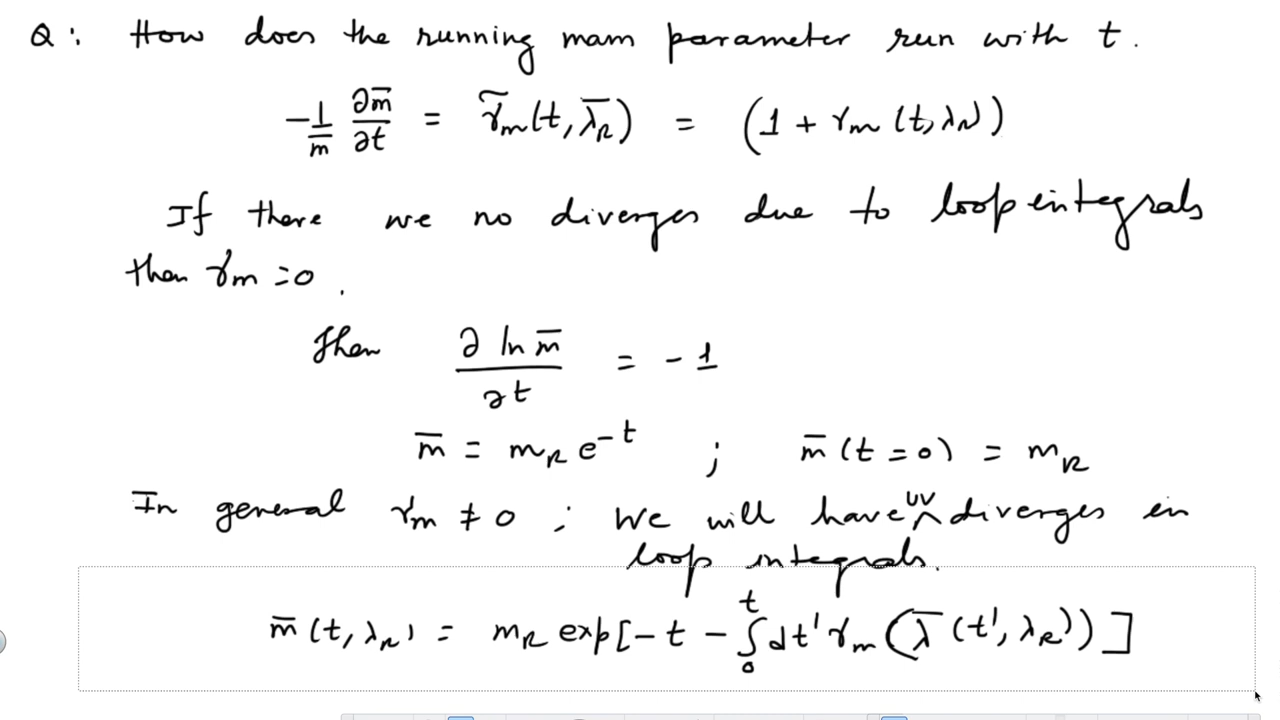 Q: How does the running mass parameter run with t.
-1/m̅ ∂m̅/∂t = γ̃m(t, λ̅R) = (1 + γm (t, λR))
If there we no diverges due to loop integrals
then γm = 0.
Then ∂ ln m̅/∂t = -1
m̅ = mR e^-t ; m̅ (t = 0) = mR
In general γm ≠ 0 ; We will have UV diverges in
loop integrals.
m̅ (t, λR) = mR exp[-t - ∫₀ᵗ dt' γm (λ̅ (t', λR))]